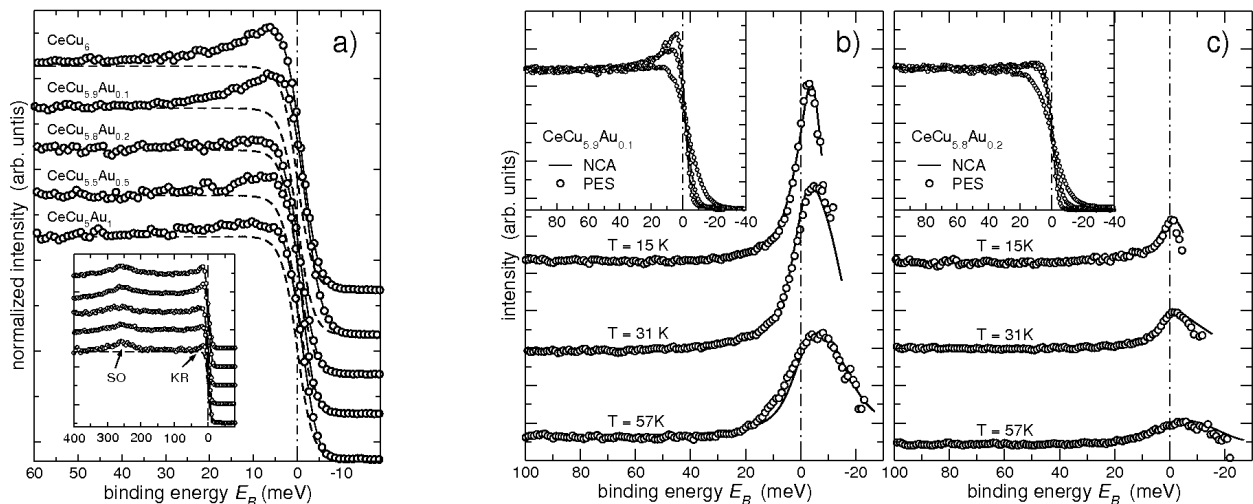 a)
CeCu6
CeCu5.9Au0.1
CeCu5.8Au0.2
CeCu5.5Au0.5
CeCu5Au1
normalized intensity (arb. untis)
SO
KR
400 300 200 100 0
60 50 40 30 20 10 0 -10
binding energy EB (meV)
b)
80 60 40 20 0 -20 -40
CeCu5.9Au0.1
NCA
PES
T = 15 K
T = 31 K
T = 57K
intensity (arb. units)
100 80 60 40 20 0 -20
binding energy EB (meV)
c)
80 60 40 20 0 -20 -40
CeCu5.8Au0.2
NCA
PES
T = 15K
T = 31 K
T = 57K
100 80 60 40 20 0 -20
binding energy EB (meV)